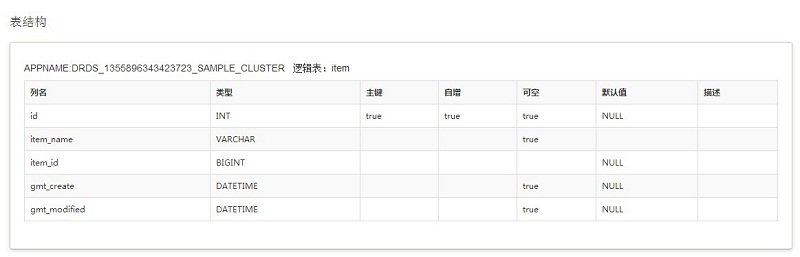 表结构
APPNAME:DRDS_1355896343423723_SAMPLE_CLUSTER 逻辑表：item
列名 类型 主键 自增 可空 默认值 描述
id INT true true true NULL
item_name VARCHAR true
item_id BIGINT NULL
gmt_create DATETIME true NULL
gmt_modified DATETIME true NULL